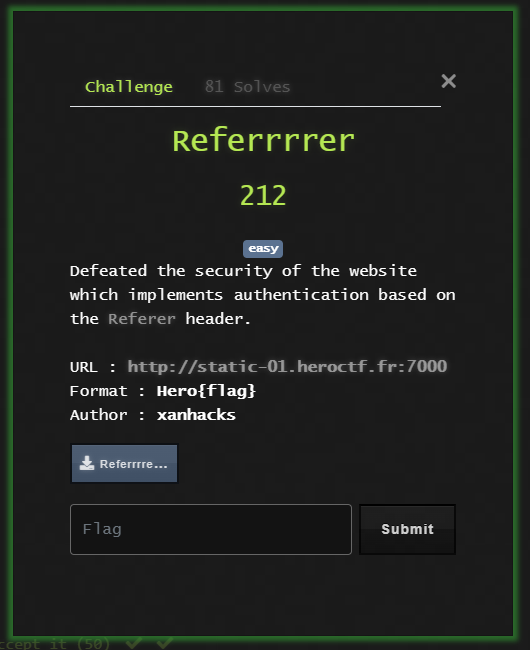 Challenge 81 Solves ×
Referrrrer
212
easy
Defeated the security of the website
which implements authentication based on
the Referer header.
URL : http://static-01.heroctf.fr:7000
Format : Hero{flag}
Author : xanhacks
Referrrre...
Flag Submit
ccept it (50)